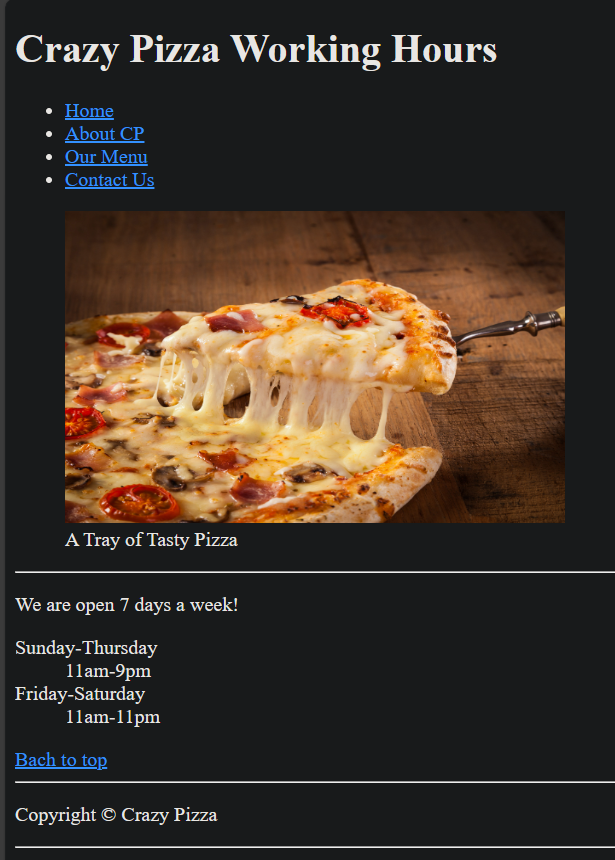 Crazy Pizza Working Hours
Home
About CP
Our Menu
Contact Us
A Tray of Tasty Pizza
We are open 7 days a week!
Sunday-Thursday
11am-9pm
Friday-Saturday
11am-11pm
Bach to top
Copyright © Crazy Pizza